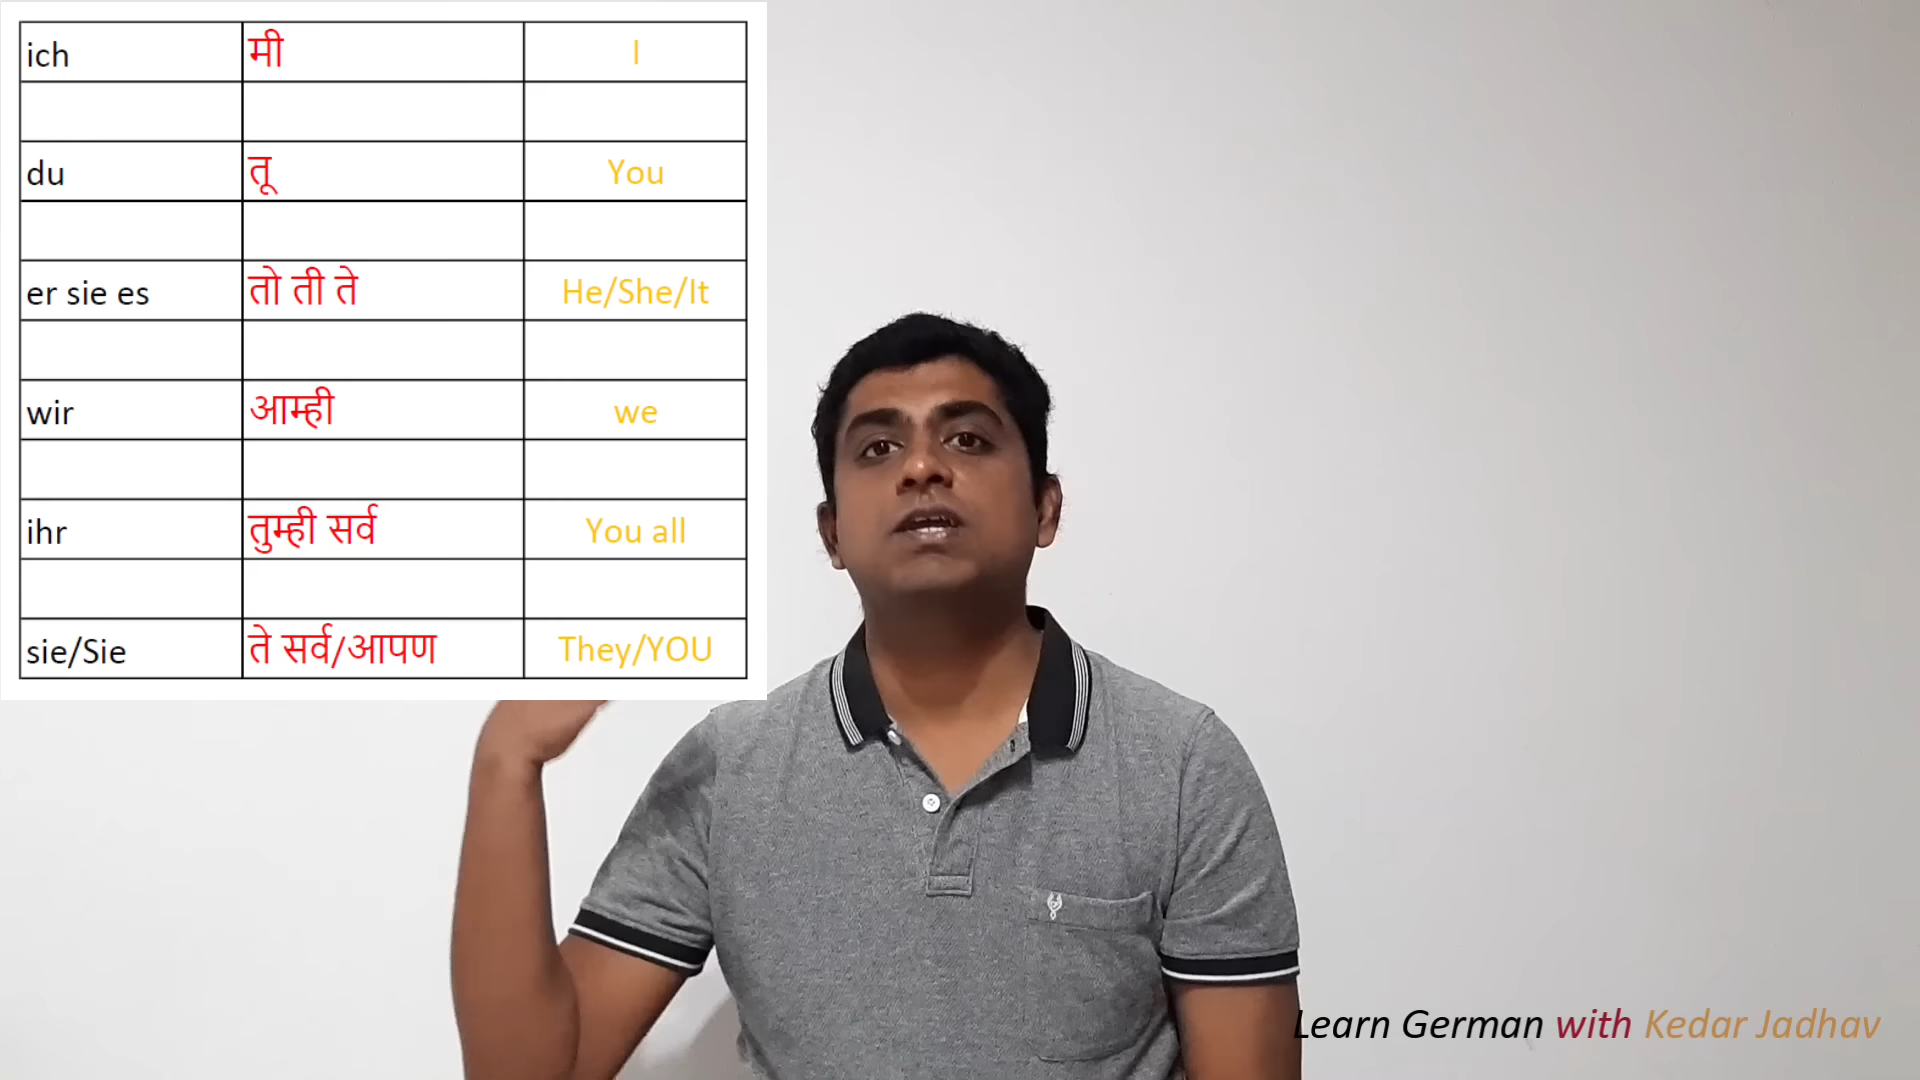 ich मी I
du तू You
er sie es तो ती ते He/She/It
wir आम्ही we
ihr तुम्ही सर्व You all
sie/Sie ते सर्व/आपण They/YOU
Learn German with Kedar Jadhav